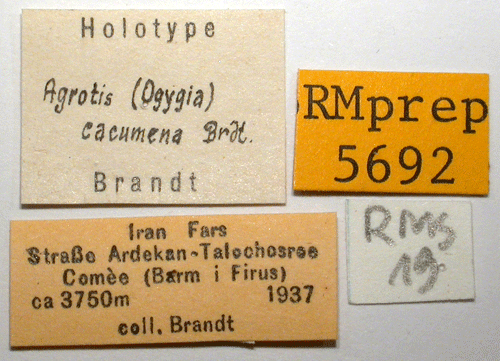 Holotype
Agrotis (Ogygia)
cacumena Brdt.
Brandt
RMprep
5692
Iran Fars
Straße Ardekan-Talochosroe
Comèe (Barm i Firus)
ca 3750m 1937
coll. Brandt
RMS
19